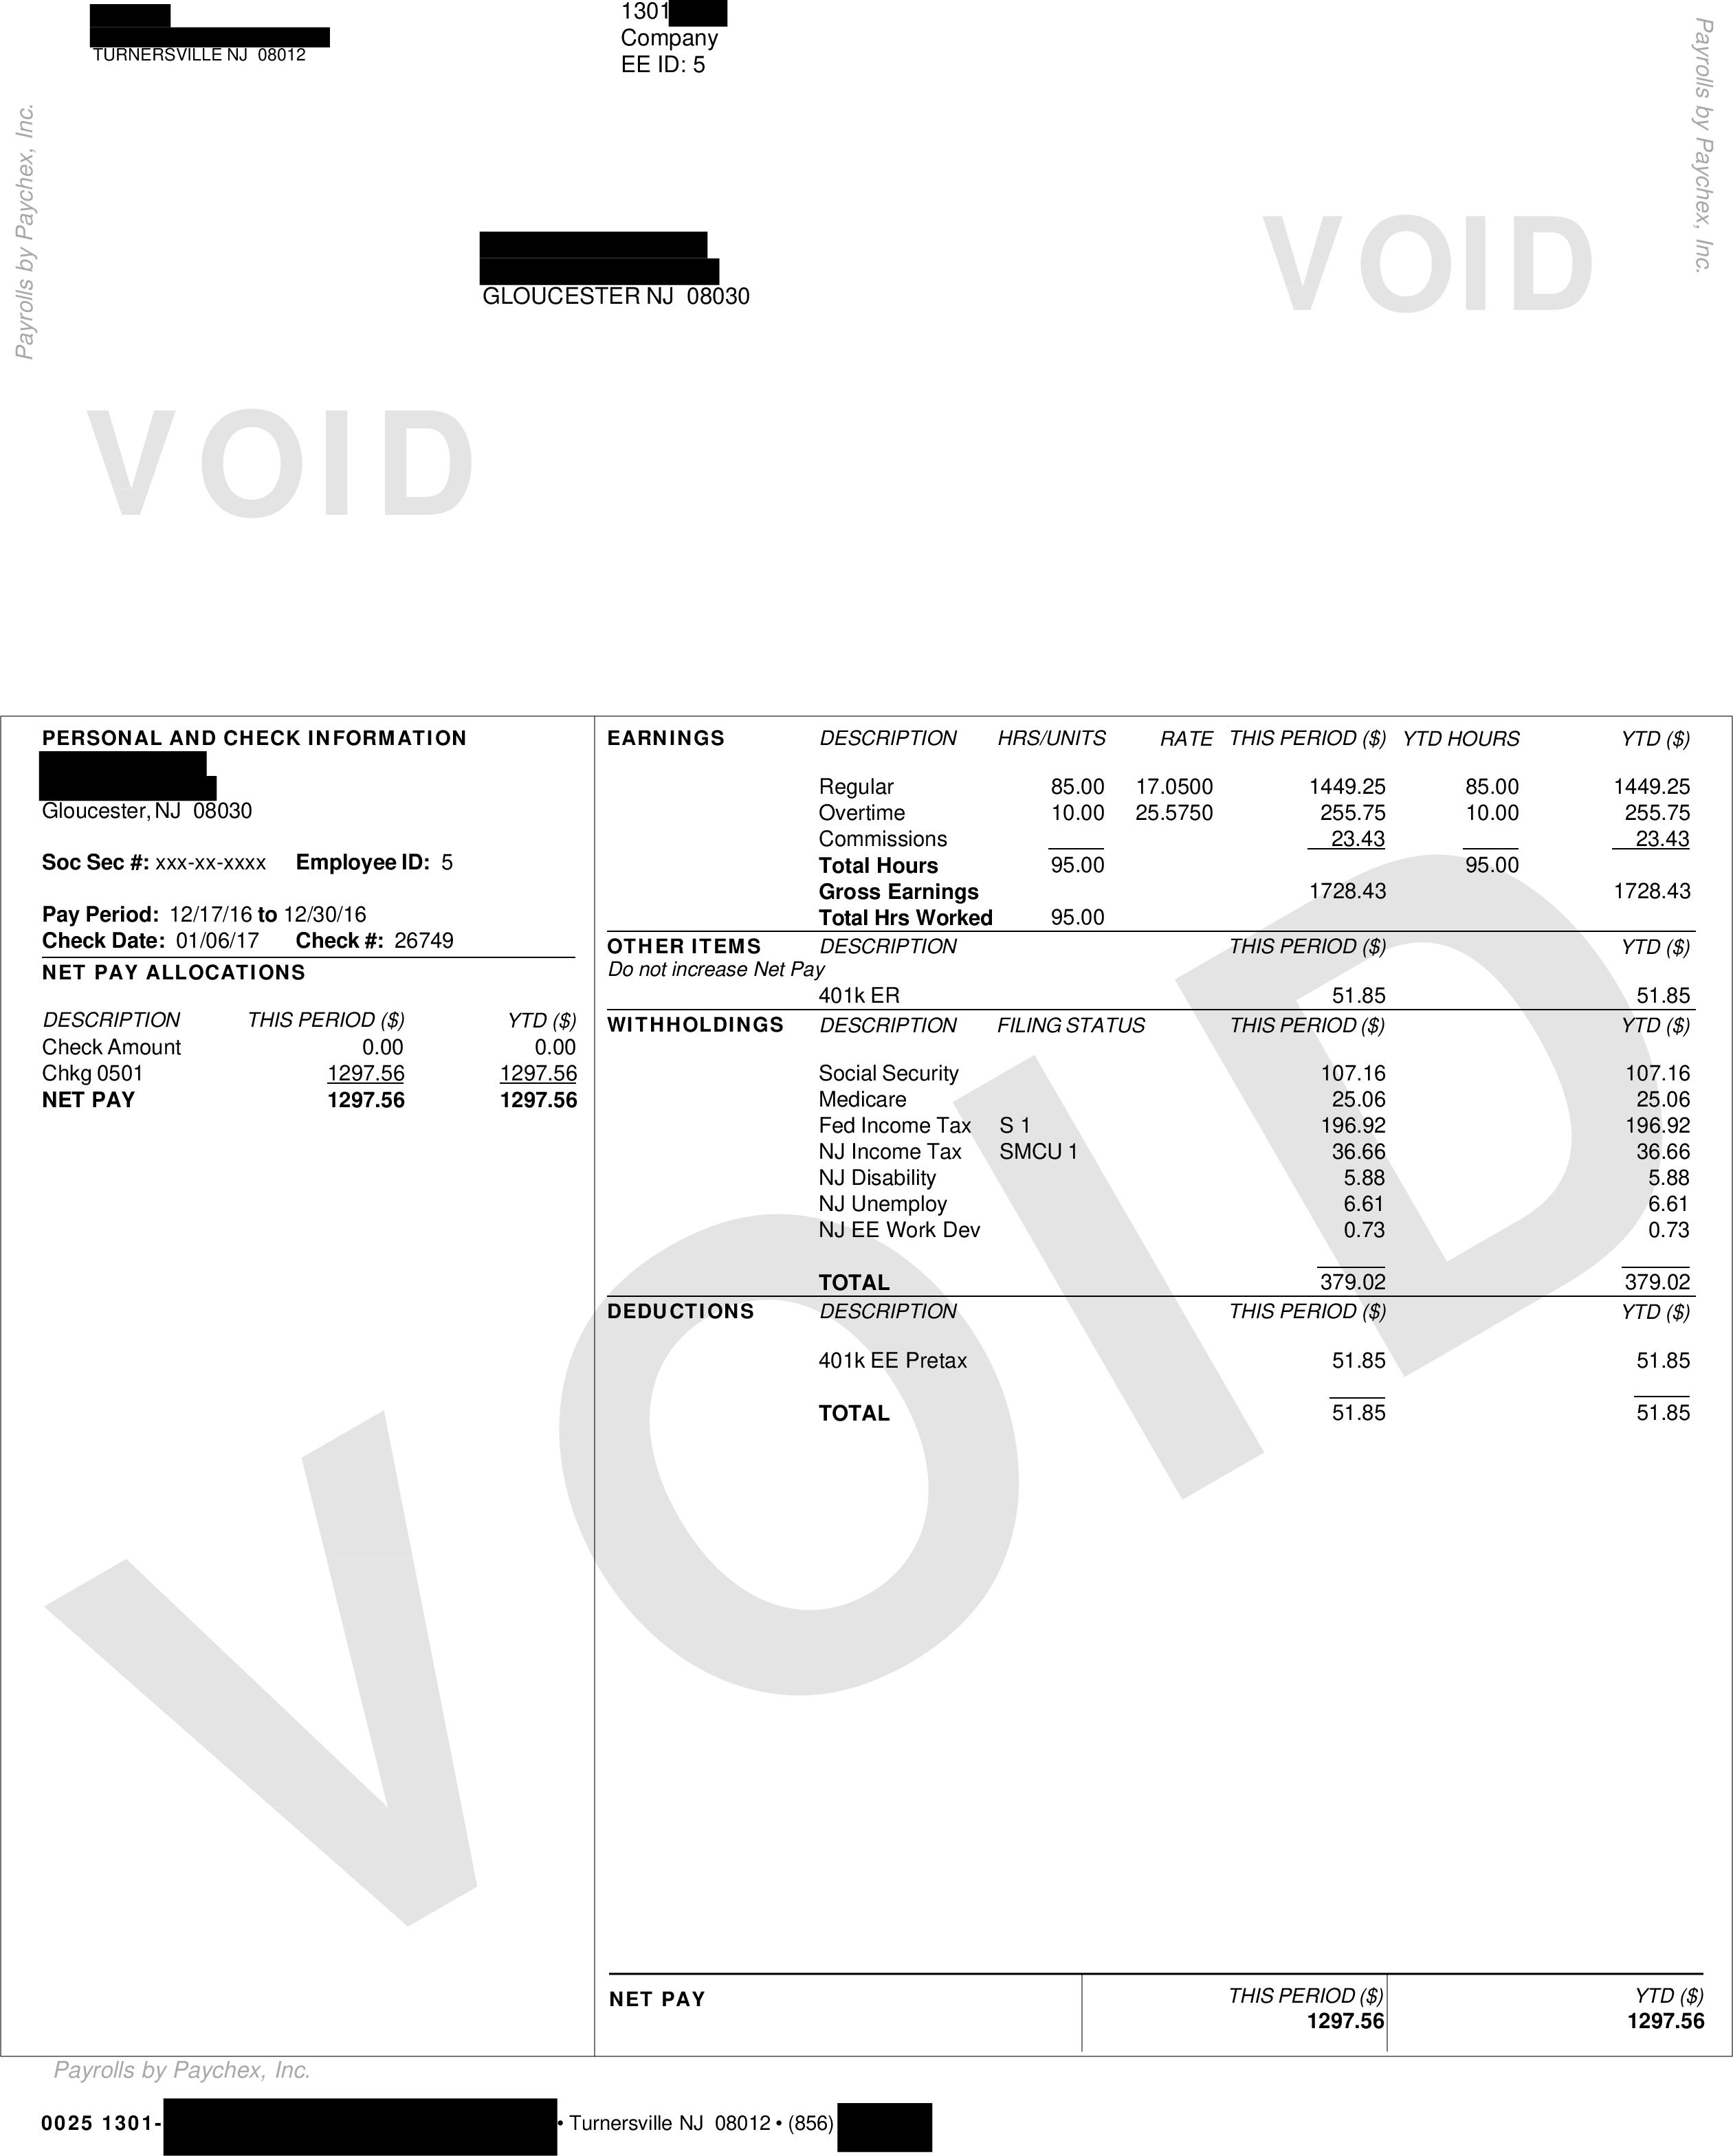 TURNERSVILLE NJ 08012
1301
Company
EE ID: 5
Payrolls by Paychex, Inc.
Payrolls by Paychex, Inc.
GLOUCESTER NJ 08030
VOID
VOID
PERSONAL AND CHECK INFORMATION
Gloucester, NJ 08030
Soc Sec #: xxx-xx-xxxx Employee ID: 5
Pay Period: 12/17/16 to 12/30/16
Check Date: 01/06/17 Check #: 26749
NET PAY ALLOCATIONS
DESCRIPTION THIS PERIOD ($) YTD ($)
Check Amount 0.00 0.00
Chkg 0501 1297.56 1297.56
NET PAY 1297.56 1297.56
EARNINGS DESCRIPTION HRS/UNITS RATE THIS PERIOD ($) YTD HOURS YTD ($)
Regular 85.00 17.0500 1449.25 85.00 1449.25
Overtime 10.00 25.5750 255.75 10.00 255.75
Commissions 23.43 23.43
Total Hours 95.00 95.00
Gross Earnings 1728.43 1728.43
Total Hrs Worked 95.00
OTHER ITEMS DESCRIPTION THIS PERIOD ($) YTD ($)
Do not increase Net Pay
401k ER 51.85 51.85
WITHHOLDINGS DESCRIPTION FILING STATUS THIS PERIOD ($) YTD ($)
Social Security 107.16 107.16
Medicare 25.06 25.06
Fed Income Tax S 1 196.92 196.92
NJ Income Tax SMCU 1 36.66 36.66
NJ Disability 5.88 5.88
NJ Unemploy 6.61 6.61
NJ EE Work Dev 0.73 0.73
TOTAL 379.02 379.02
DEDUCTIONS DESCRIPTION THIS PERIOD ($) YTD ($)
401k EE Pretax 51.85 51.85
TOTAL 51.85 51.85
VOID
NET PAY THIS PERIOD ($) YTD ($)
1297.56 1297.56
Payrolls by Paychex, Inc.
0025 1301- • Turnersville NJ 08012 • (856)